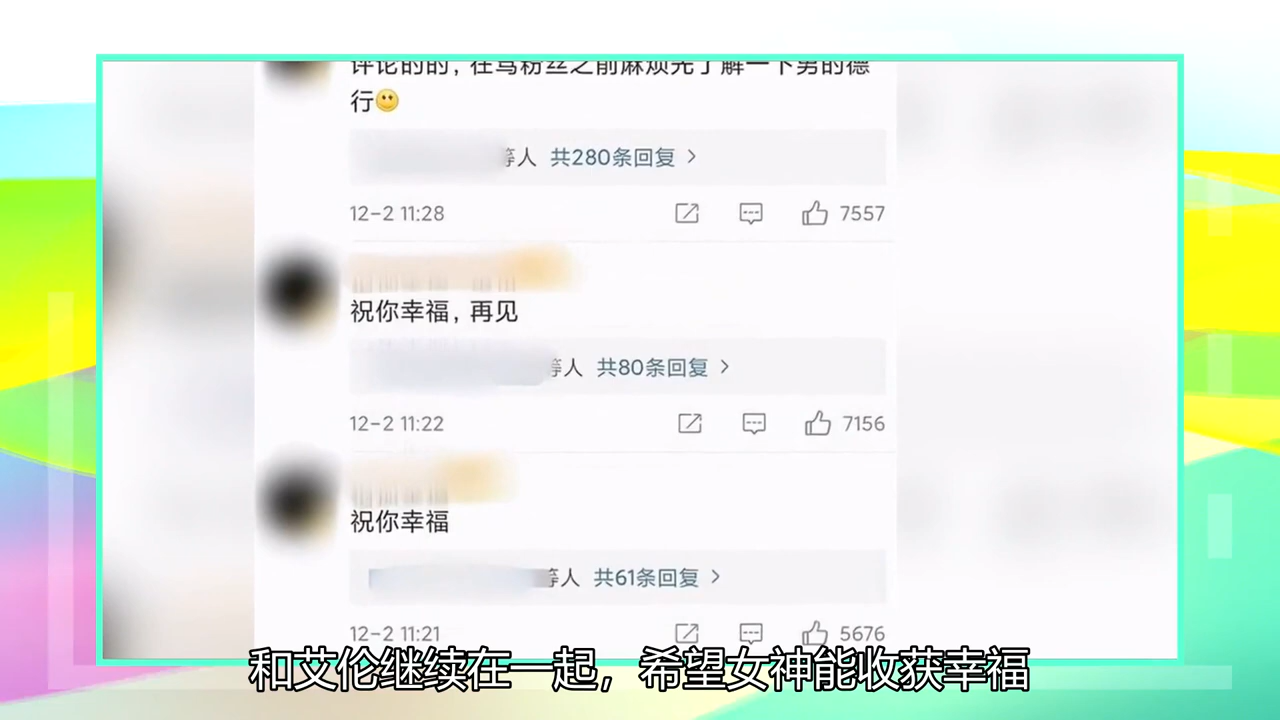 评论的的，在骂粉丝之前麻烦先了解一下男的德
行
等人 共280条回复 >
12-2 11:28 7557
祝你幸福，再见
等人 共80条回复 >
12-2 11:22 7156
祝你幸福
等人 共61条回复 >
12-2 11:21 5676
和艾伦继续在一起，希望女神能收获幸福